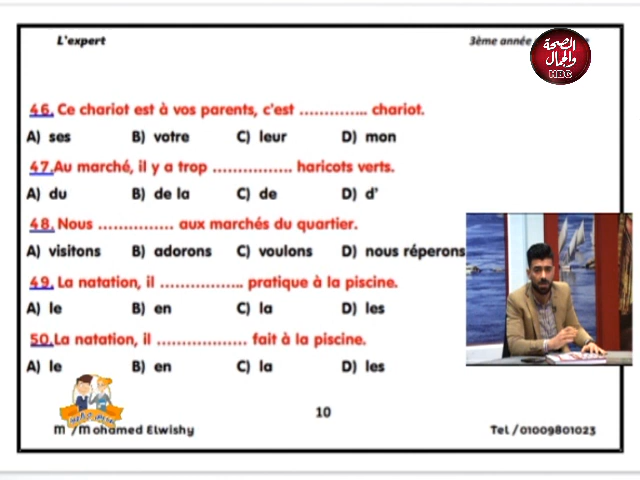 L'expert
3ème année
الصحة
والجمال
HBC
46. Ce chariot est à vos parents, c'est .............. chariot.
A) ses B) votre C) leur D) mon
47.Au marché, il y a trop ................ haricots verts.
A) du B) de la C) de D) d'
48. Nous ............... aux marchés du quartier.
A) visitons B) adorons C) voulons D) nous réperons
49. La natation, il ................. pratique à la piscine.
A) le B) en C) la D) les
50.La natation, il .................. fait à la piscine.
A) le B) en C) la D) les
10
m /mohamed Elwishy
Tel /01009801023